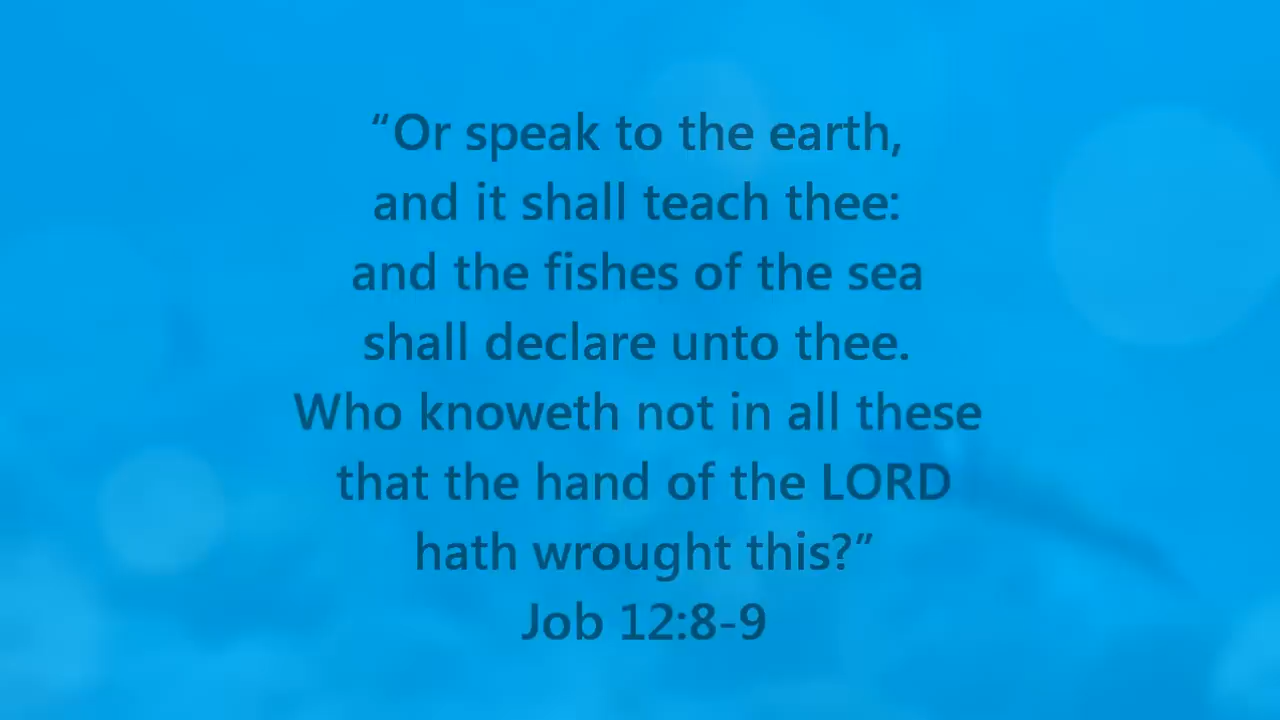 “Or speak to the earth,
and it shall teach thee:
and the fishes of the sea
shall declare unto thee.
Who knoweth not in all these
that the hand of the LORD
hath wrought this?”
Job 12:8-9